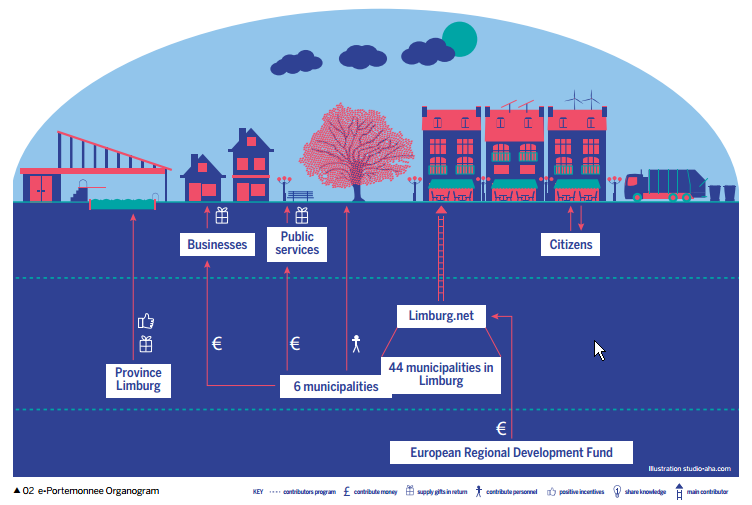 Businesses
Public
services
Citizens
Limburg.net
€
€
Province
Limburg
6 municipalities
44 municipalities in
Limburg
€
European Regional Development Fund
Illustration studio-aha.com
▲ 02 e-Portemonnee Organogram
KEY contributors program £ contribute money supply gifts in return contribute personnel positive incentives share knowledge main contributor